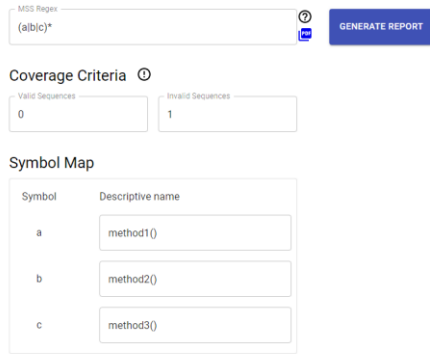 MSS Regex
(a|b|c)*
PDF
GENERATE REPORT
Coverage Criteria
Valid Sequences
Invalid Sequences
0
1
Symbol Map
Symbol
Descriptive name
a
method1()
b
method2()
c
method3()